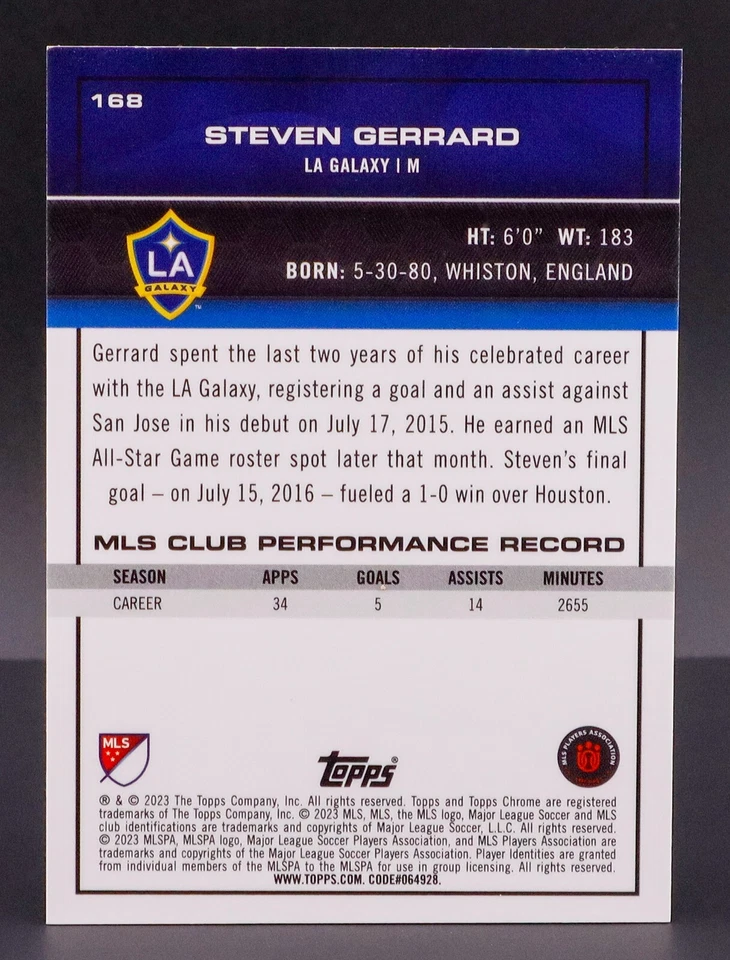 168
STEVEN GERRARD
LA GALAXY | M
LA
GALAXY
™
HT: 6'0" WT: 183
BORN: 5-30-80, WHISTON, ENGLAND
Gerrard spent the last two years of his celebrated career
with the LA Galaxy, registering a goal and an assist against
San Jose in his debut on July 17, 2015. He earned an MLS
All-Star Game roster spot later that month. Steven's final
goal – on July 15, 2016 – fueled a 1-0 win over Houston.
MLS CLUB PERFORMANCE RECORD
SEASON APPS GOALS ASSISTS MINUTES
CAREER 34 5 14 2655
MLS
Topps®
MLS PLAYERS ASSOCIATION
® & © 2023 The Topps Company, Inc. All rights reserved. Topps and Topps Chrome are registered
trademarks of The Topps Company, Inc. © 2023 MLS, MLS, the MLS logo, Major League Soccer and MLS
club identifications are trademarks and copyrights of Major League Soccer, L.L.C. All rights reserved.
© 2023 MLSPA, MLSPA logo, Major League Soccer Players Association, and MLS Players Association are
trademarks and copyrights of the Major League Soccer Players Association. Player Identities are granted
from individual members of the MLSPA to the MLSPA for use in group licensing. All rights reserved.
WWW.TOPPS.COM. CODE#064928.